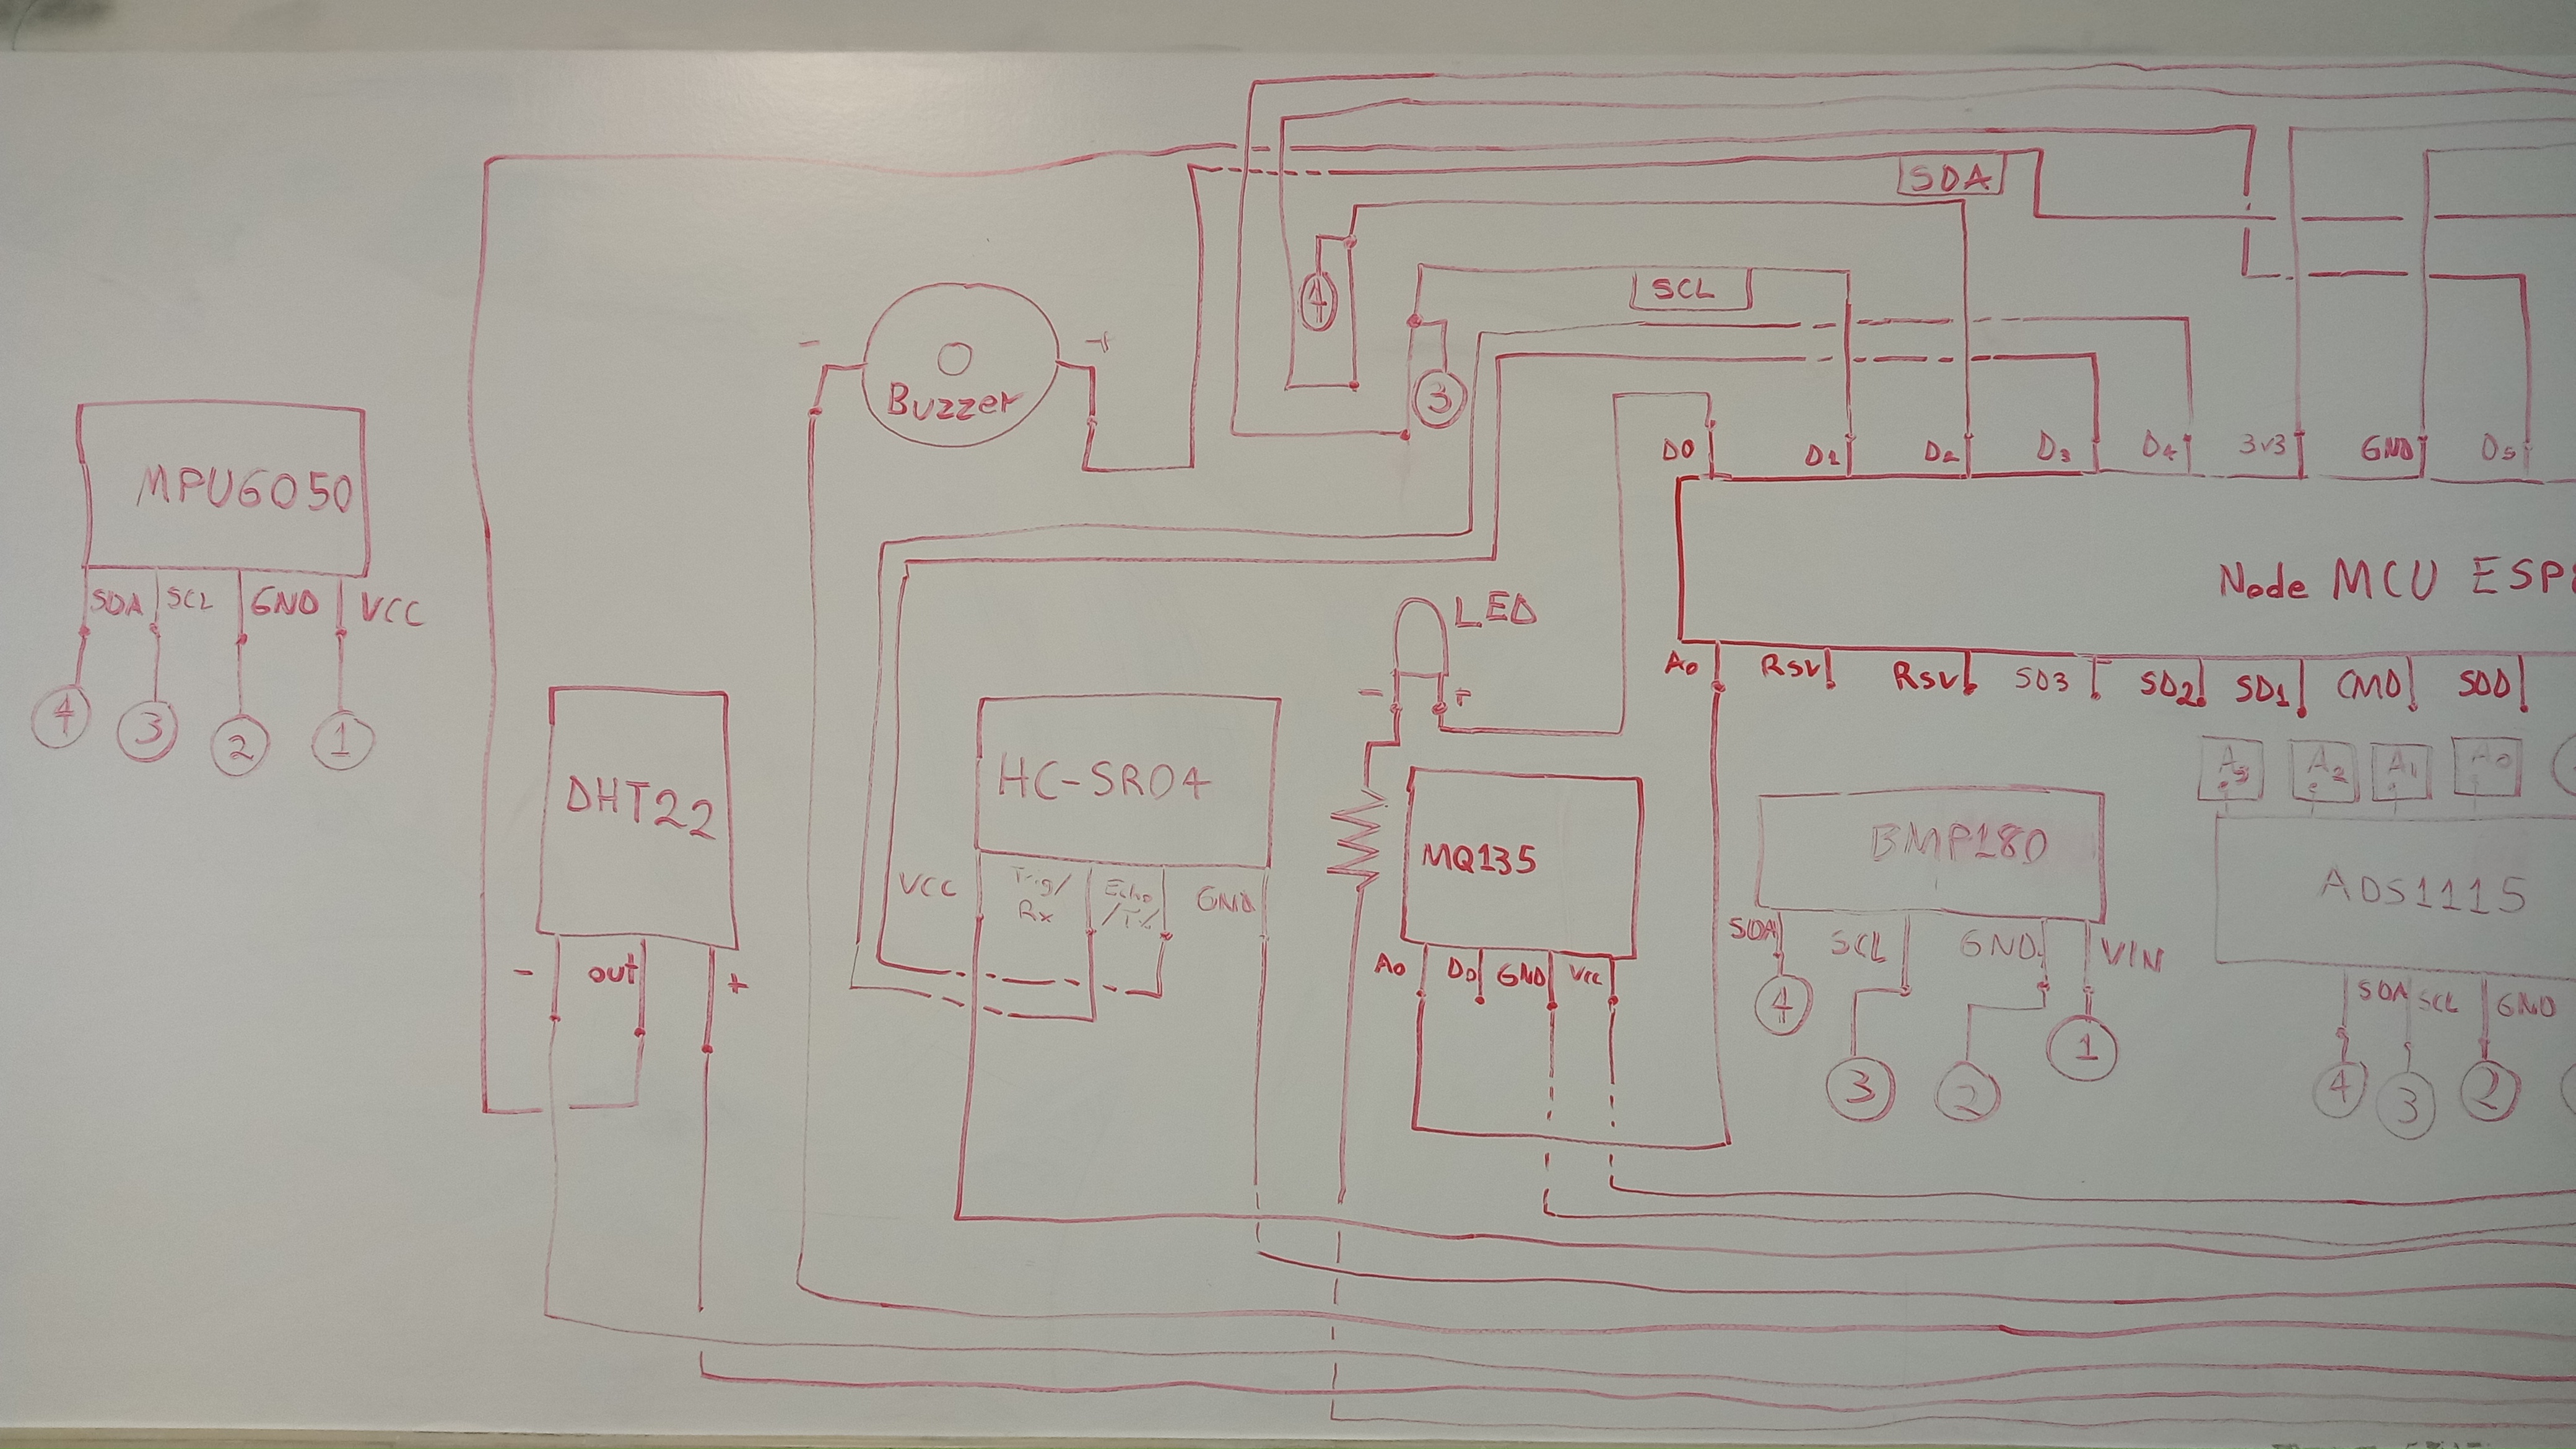 SDA
4
SCL
- +
Buzzer
3
D0 D1 D2 D3 D4 3v3 GND D5
MPU6050
Node MCU ESP8
SDA SCL GND VCC
LED
4 3 2 1
A0 RSV RSV SD3 SD2 SD1 CMD SDD
- +
DHT22
HC-SR04
A3 A2 A1 A0
MQ135
BMP180
ADS1115
VCC Trig/ Echo GND
Rx /Tx
- out +
A0 D0 GND Vcc
SDA SCL GND VIN
SDA SCL GND
4 3 2 1
4 3 2